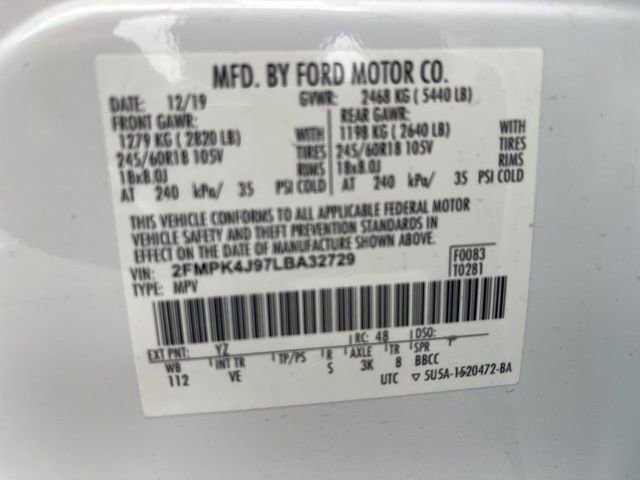 MFD. BY FORD MOTOR CO.
DATE: 12/19 GVWR: 2468 KG (5440 LB)
FRONT GAWR: REAR GAWR:
1279 KG (2820 LB) WITH 1198 KG (2640 LB) WITH
245/60R18 105V TIRES 245/60R18 105V TIRES
18x8.0J RIMS 18x8.0J RIMS
AT 240 kPa/ 35 PSI COLD AT 240 kPa/ 35 PSI COLD
THIS VEHICLE CONFORMS TO ALL APPLICABLE FEDERAL MOTOR
VEHICLE SAFETY AND THEFT PREVENTION STANDARDS IN
EFFECT ON THE DATE OF MANUFACTURE SHOWN ABOVE.
VIN: 2FMPK4J97LBA32729 F0083
TYPE: MPV T0281
EXT PNT: YZ RC: 48 DSO:
WB INT TR TP/PS R AXLE TR SPR
112 VE S 3K 8 BBCC
UTC ▽ 5U5A-1520472-BA